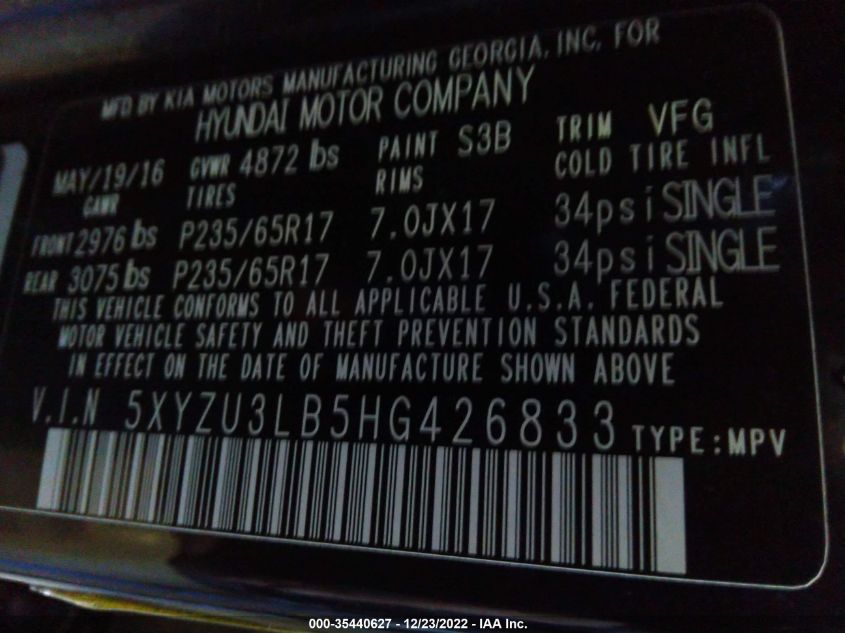 MFD BY KIA MOTORS MANUFACTURING GEORGIA, INC. FOR
HYUNDAI MOTOR COMPANY
MAY/19/16 GVWR 4872 lbs PAINT S3B TRIM VFG
GAWR TIRES RIMS COLD TIRE INFL
FRONT 2976 lbs P235/65R17 7.0JX17 34psi SINGLE
REAR 3075 lbs P235/65R17 7.0JX17 34psi SINGLE
THIS VEHICLE CONFORMS TO ALL APPLICABLE U.S.A. FEDERAL
MOTOR VEHICLE SAFETY AND THEFT PREVENTION STANDARDS
IN EFFECT ON THE DATE OF MANUFACTURE SHOWN ABOVE
V.I.N 5XYZU3LB5HG426833 TYPE:MPV
000-35440627 - 12/23/2022 - IAA Inc.